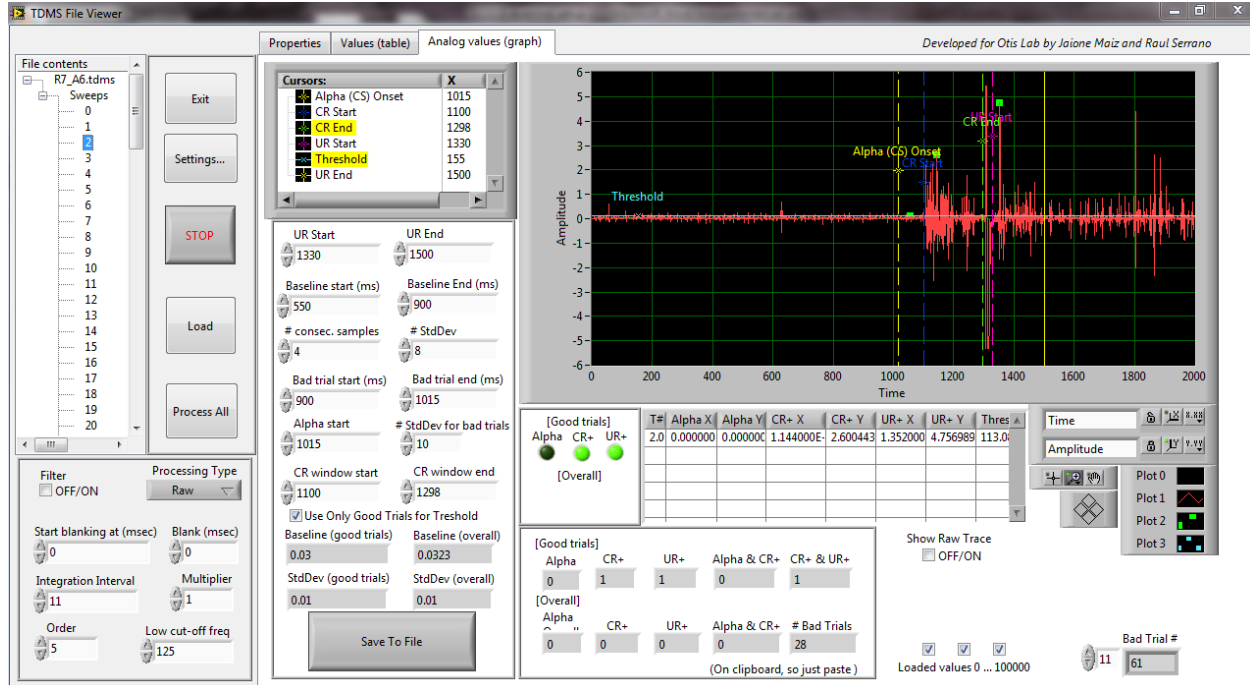 TDMS File Viewer
Properties
Values (table)
Analog values (graph)
Developed for Otis Lab by Jaione Maiz and Raul Serrano
File contents
R7_A6.tdms
Sweeps
0
1
2
3
4
5
6
7
8
9
10
11
12
13
14
15
16
17
18
19
20
Exit
Settings...
STOP
Load
Process All
Filter
OFF/ON
Processing Type
Raw
Start blanking at (msec)
0
Blank (msec)
0
Integration Interval
11
Multiplier
1
Order
5
Low cut-off freq
125
Cursors: X
Alpha (CS) Onset 1015
CR Start 1100
CR End 1298
UR Start 1330
Threshold 155
UR End 1500
UR Start
1330
UR End
1500
Baseline start (ms)
550
Baseline End (ms)
900
# consec. samples
4
# StdDev
8
Bad trial start (ms)
900
Bad trial end (ms)
1015
Alpha start
1015
# StdDev for bad trials
10
CR window start
1100
CR window end
1298
Use Only Good Trials for Treshold
Baseline (good trials)
0.03
Baseline (overall)
0.0323
StdDev (good trials)
0.01
StdDev (overall)
0.01
Save To File
Amplitude
6
5
4
3
2
1
0
-1
-2
-3
-4
-5
-6
Threshold
Alpha (CS) Onset
CR Start
CR End
UR Start
0 200 400 600 800 1000 1200 1400 1600 1800 2000
Time
[Good trials]
Alpha CR+ UR+
[Overall]
T# Alpha X Alpha Y CR+ X CR+ Y UR+ X UR+ Y Thres
2.0 0.000000 0.00000 1.144000E- 2.600443 1.352000 4.756989 113.0
Time
Amplitude
Plot 0
Plot 1
Plot 2
Plot 3
[Good trials]
Alpha CR+ UR+ Alpha & CR+ CR+ & UR+
0 1 1 0 1
[Overall]
Alpha
CR+ UR+ Alpha & CR+ # Bad Trials
0 0 0 0 28
(On clipboard, so just paste )
Show Raw Trace
OFF/ON
Loaded values 0 ... 100000
Bad Trial #
11 61